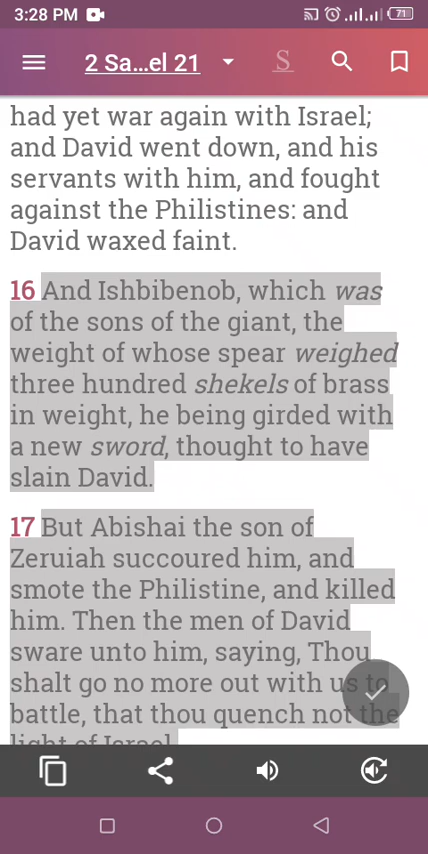 3:28 PM 71
2 Sa...el 21 S
had yet war again with Israel;
and David went down, and his
servants with him, and fought
against the Philistines: and
David waxed faint.
16 And Ishbibenob, which was
of the sons of the giant, the
weight of whose spear weighed
three hundred shekels of brass
in weight, he being girded with
a new sword, thought to have
slain David.
17 But Abishai the son of
Zeruiah succoured him, and
smote the Philistine, and killed
him. Then the men of David
sware unto him, saying, Thou
shalt go no more out with us to
battle, that thou quench not the
light of Israel.